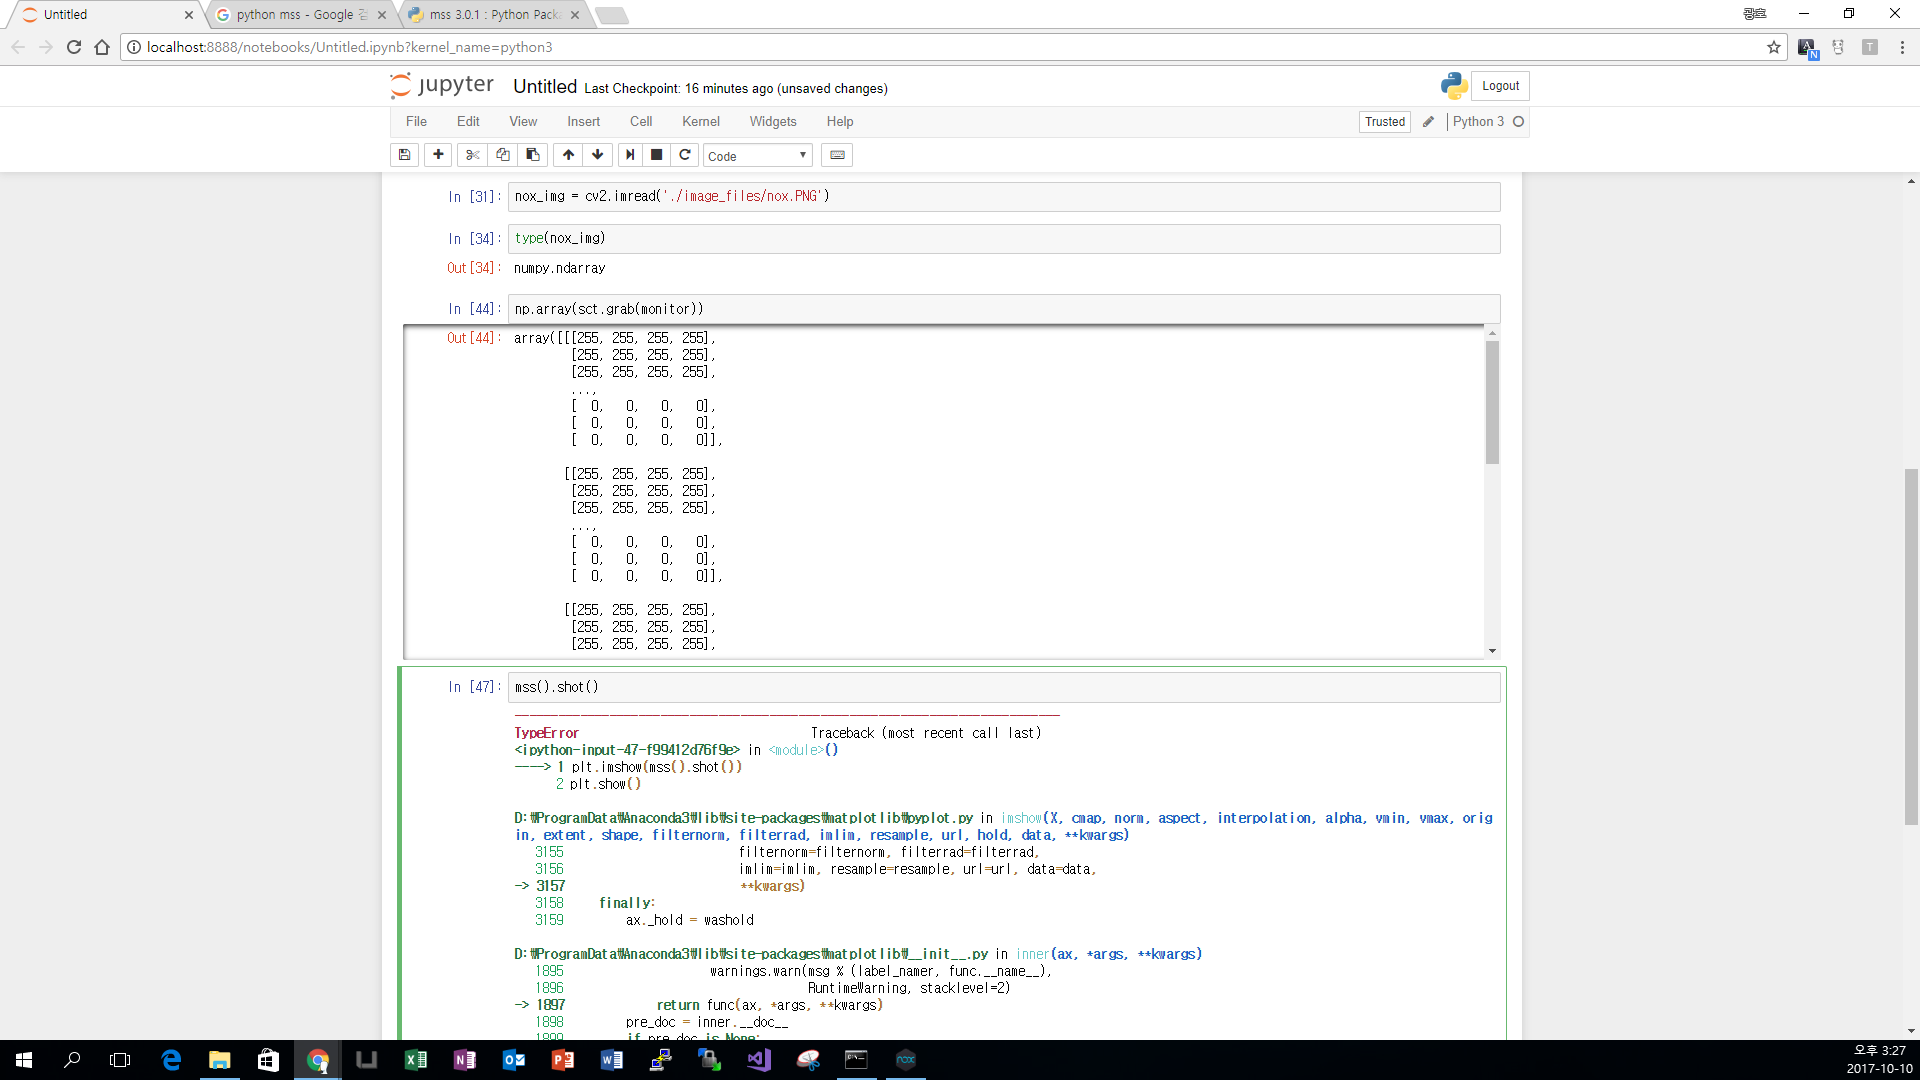 Untitled
python mss - Google 검
mss 3.0.1 : Python Packa
광호
localhost:8888/notebooks/Untitled.ipynb?kernel_name=python3
jupyter Untitled Last Checkpoint: 16 minutes ago (unsaved changes)
Logout
File Edit View Insert Cell Kernel Widgets Help
Trusted Python 3
Code
In [31]: nox_img = cv2.imread('./image_files/nox.PNG')
In [34]: type(nox_img)
Out[34]: numpy.ndarray
In [44]: np.array(sct.grab(monitor))
Out[44]: array([[[255, 255, 255, 255],
[255, 255, 255, 255],
[255, 255, 255, 255],
...,
[  0,   0,   0,   0],
[  0,   0,   0,   0],
[  0,   0,   0,   0]],
[[255, 255, 255, 255],
[255, 255, 255, 255],
[255, 255, 255, 255],
...,
[  0,   0,   0,   0],
[  0,   0,   0,   0],
[  0,   0,   0,   0]],
[[255, 255, 255, 255],
[255, 255, 255, 255],
[255, 255, 255, 255],
In [47]: mss().shot()
---------------------------------------------------------------------------
TypeError                                 Traceback (most recent call last)
<ipython-input-47-f99412d76f9e> in <module>()
----> 1 plt.imshow(mss().shot())
2 plt.show()
D:\ProgramData\Anaconda3\lib\site-packages\matplotlib\pyplot.py in imshow(X, cmap, norm, aspect, interpolation, alpha, vmin, vmax, orig
in, extent, shape, filternorm, filterrad, imlim, resample, url, hold, data, **kwargs)
3155 filternorm=filternorm, filterrad=filterrad,
3156 imlim=imlim, resample=resample, url=url, data=data,
-> 3157 **kwargs)
3158 finally:
3159 ax._hold = washold
D:\ProgramData\Anaconda3\lib\site-packages\matplotlib\__init__.py in inner(ax, *args, **kwargs)
1895 warnings.warn(msg % (label_namer, func.__name__),
1896 RuntimeWarning, stacklevel=2)
-> 1897 return func(ax, *args, **kwargs)
1898 pre_doc = inner.__doc__
1899 if pre_doc is None:
오후 3:27
2017-10-10